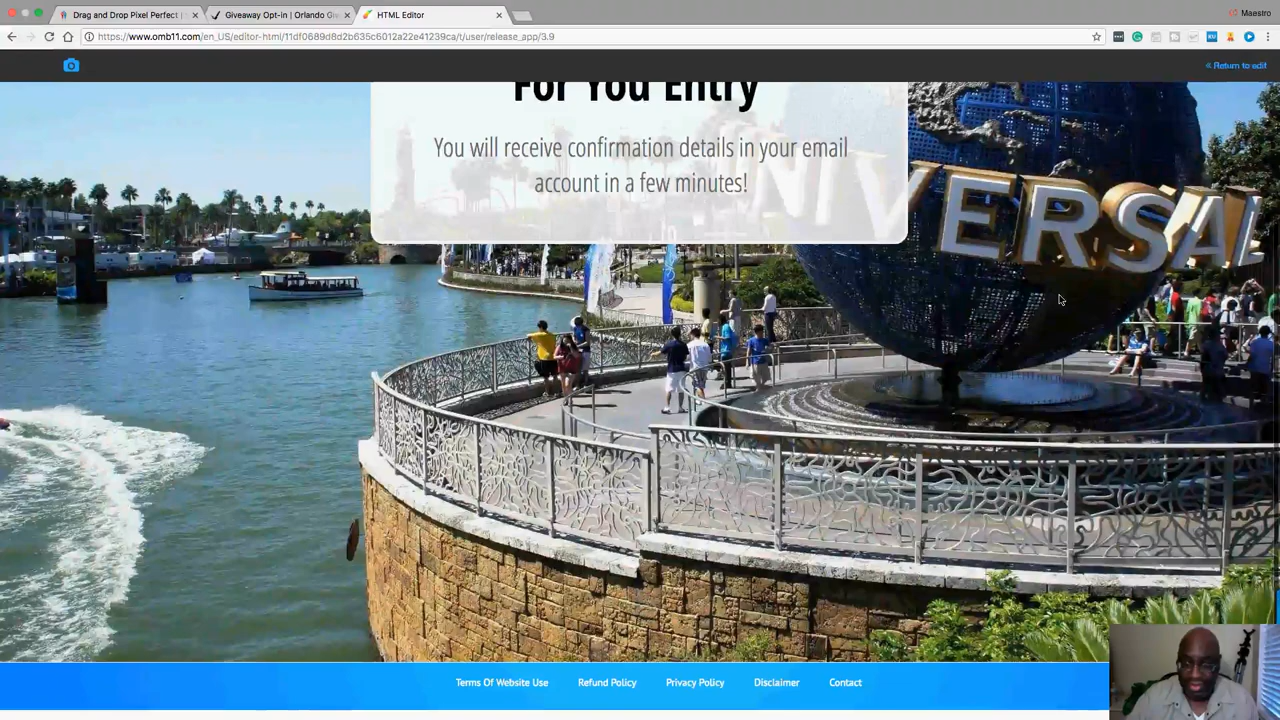 Drag and Drop Pixel Perfect
Giveaway Opt-in | Orlando Gi
HTML Editor
Maestro
https://www.omb11.com/en_US/editor-html/11df0689d8d2b635c6012a22e41239ca/t/user/release_app/3.9
« Return to edit
For You Entry
You will receive confirmation details in your email
account in a few minutes!
UNIVERSAL
Terms Of Website Use
Refund Policy
Privacy Policy
Disclaimer
Contact